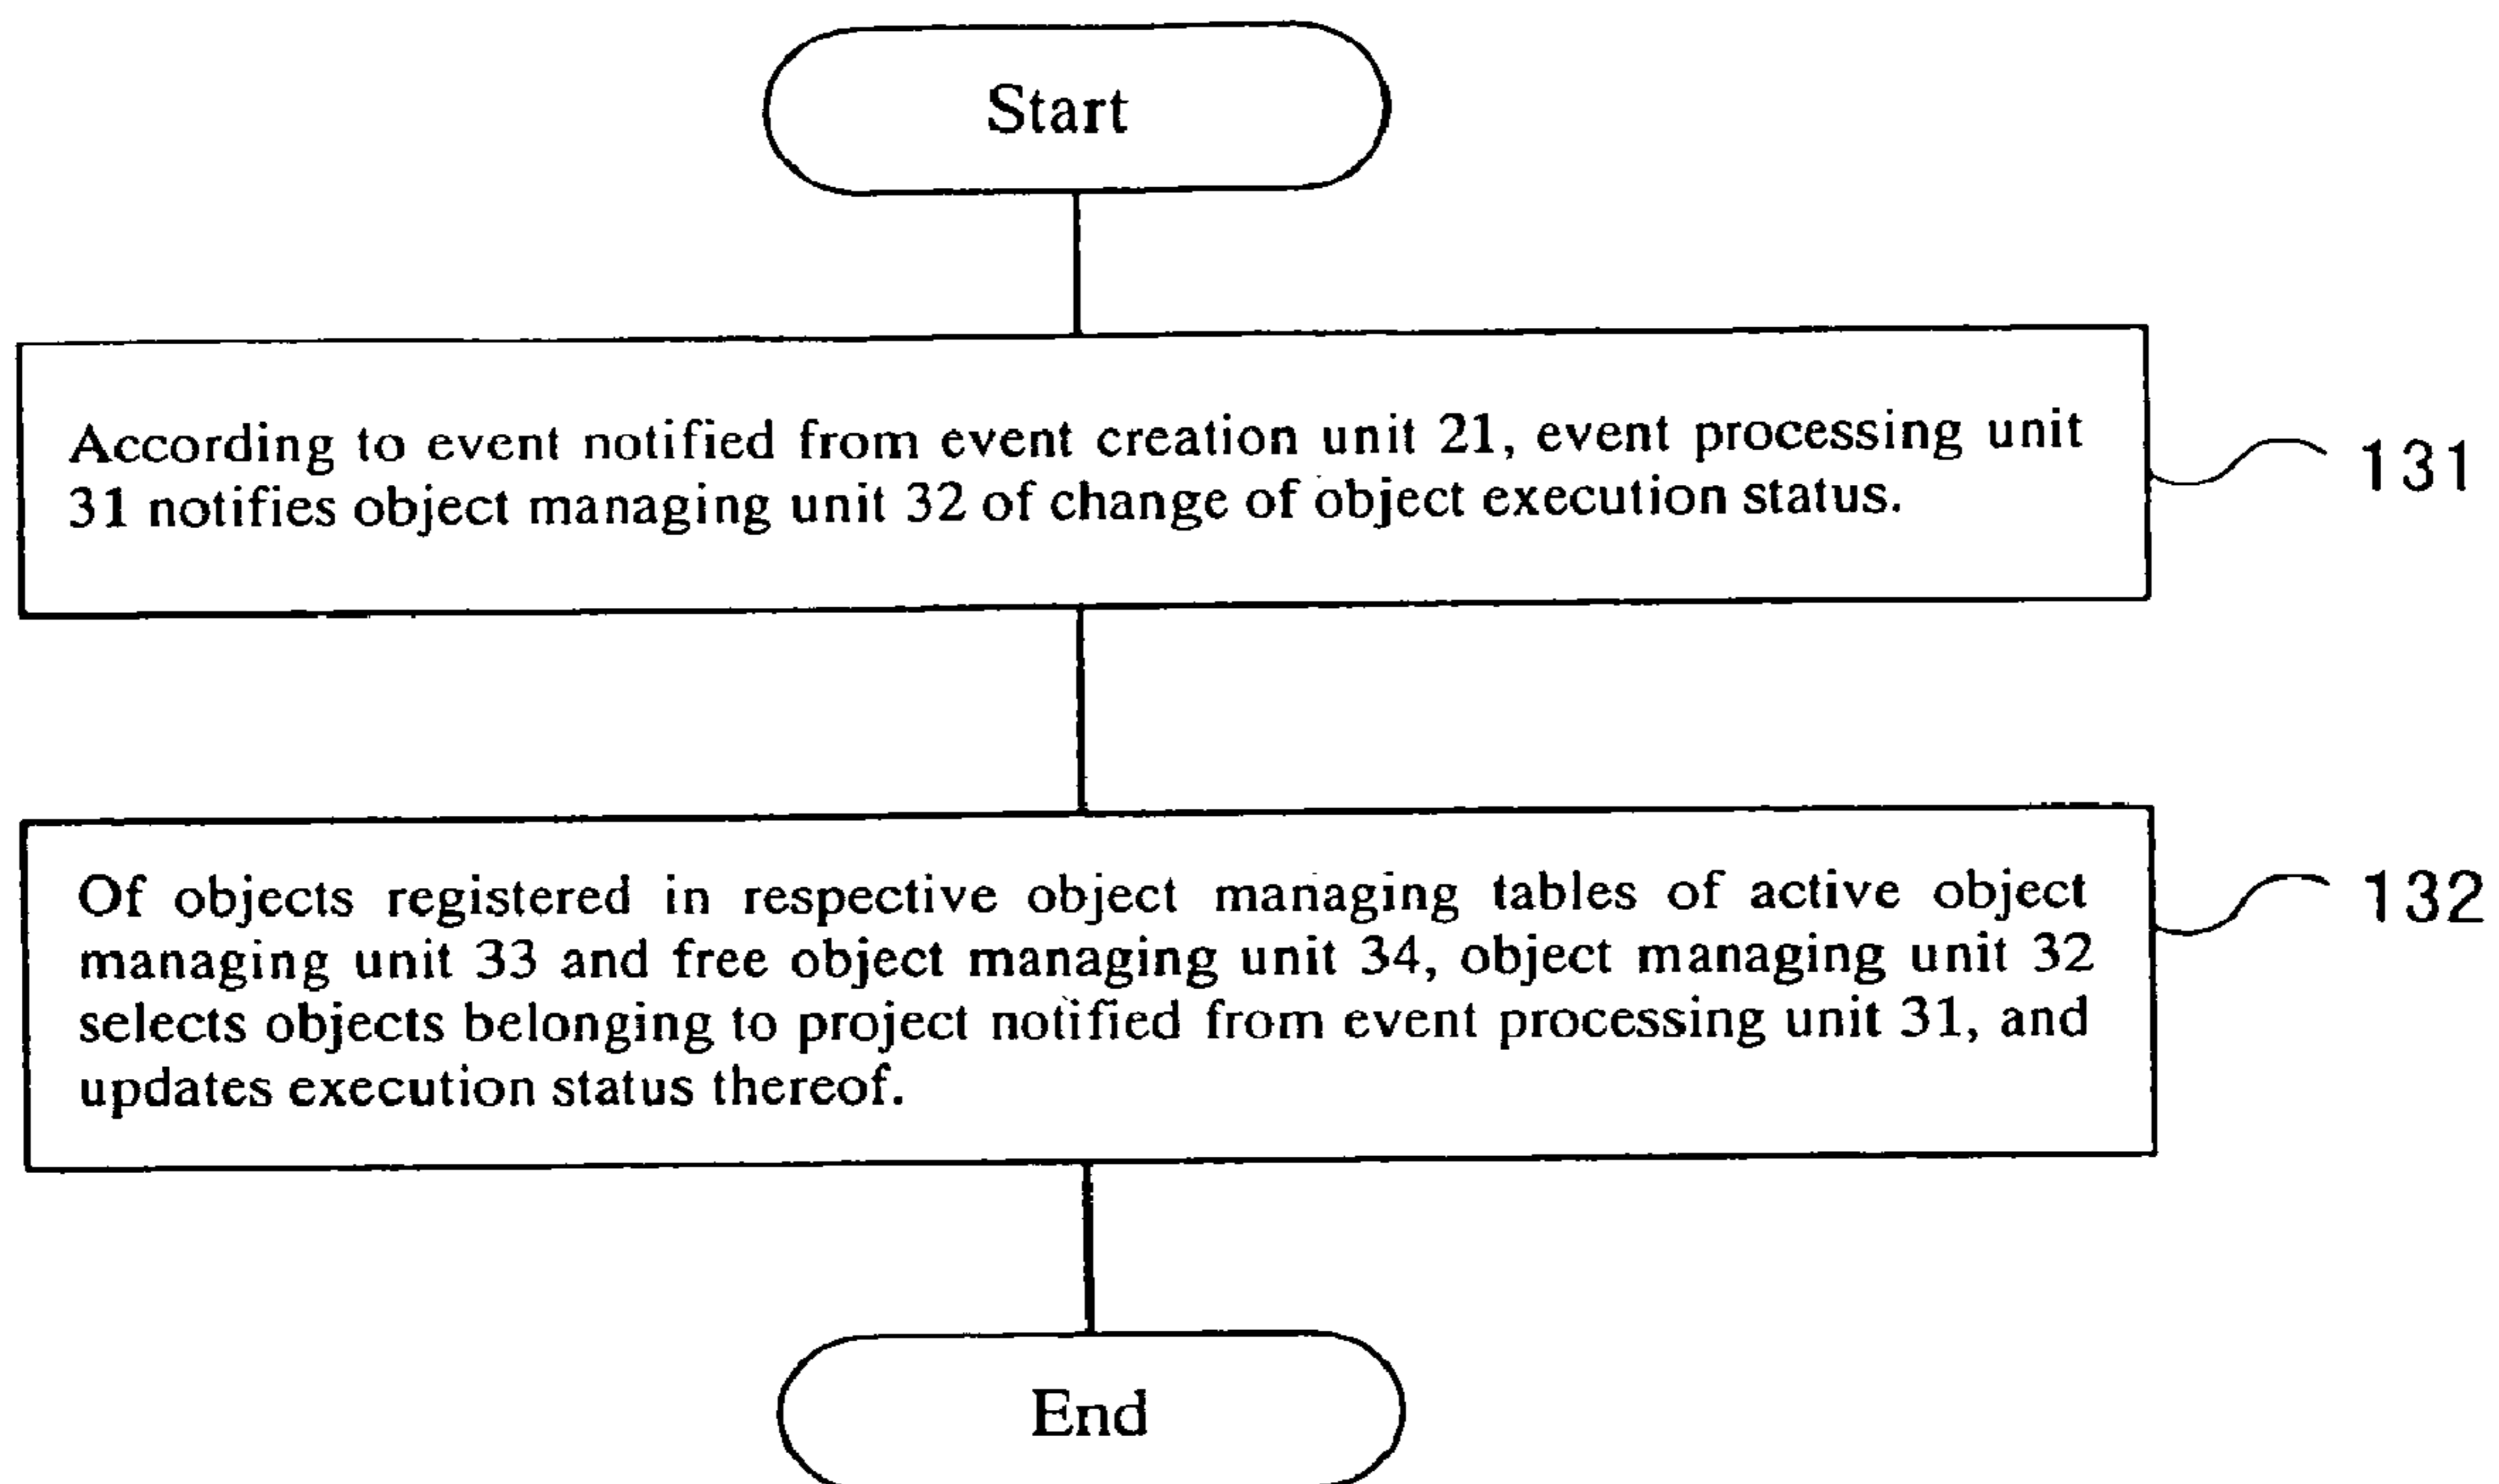 Start
According to event notified from event creation unit 21, event processing unit
31 notifies object managing unit 32 of change of object execution status.
131
Of objects registered in respective object managing tables of active object
managing unit 33 and free object managing unit 34, object managing unit 32
selects objects belonging to project notified from event processing unit 31, and
updates execution status thereof.
132
End